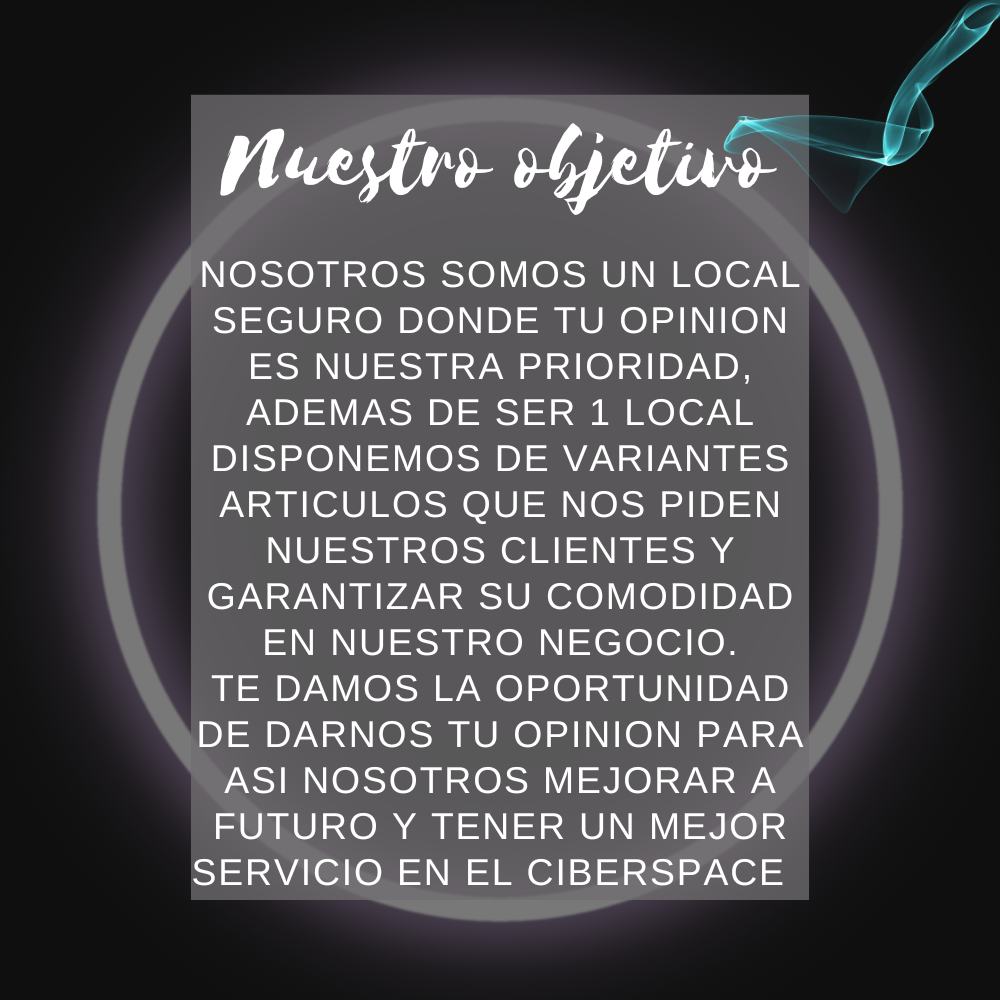 Nuestro objetivo
NOSOTROS SOMOS UN LOCAL
SEGURO DONDE TU OPINION
ES NUESTRA PRIORIDAD,
ADEMAS DE SER 1 LOCAL
DISPONEMOS DE VARIANTES
ARTICULOS QUE NOS PIDEN
NUESTROS CLIENTES Y
GARANTIZAR SU COMODIDAD
EN NUESTRO NEGOCIO.
TE DAMOS LA OPORTUNIDAD
DE DARNOS TU OPINION PARA
ASI NOSOTROS MEJORAR A
FUTURO Y TENER UN MEJOR
SERVICIO EN EL CIBERSPACE